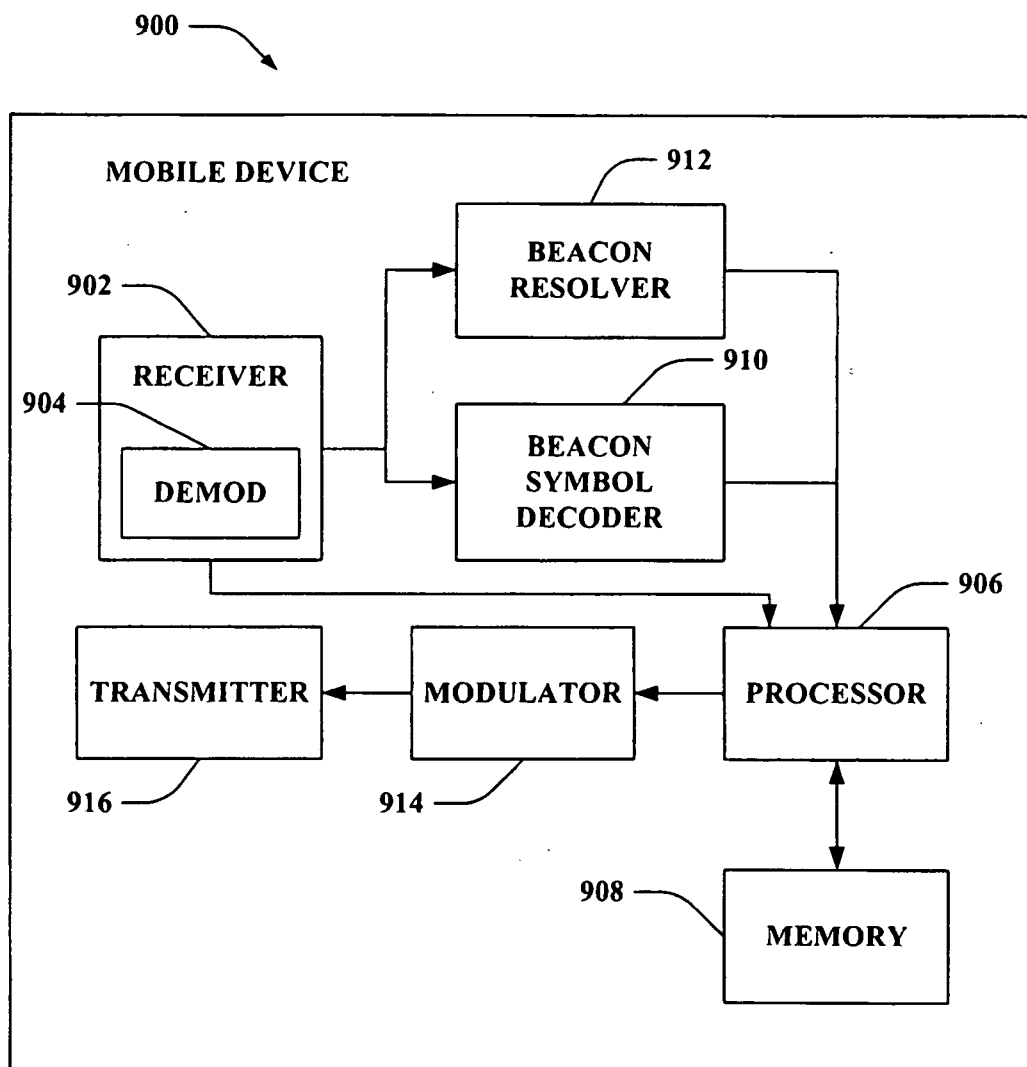 900
MOBILE DEVICE
912
BEACON
RESOLVER
902
RECEIVER
904
DEMOD
910
BEACON
SYMBOL
DECODER
906
TRANSMITTER
MODULATOR
PROCESSOR
916
914
908
MEMORY